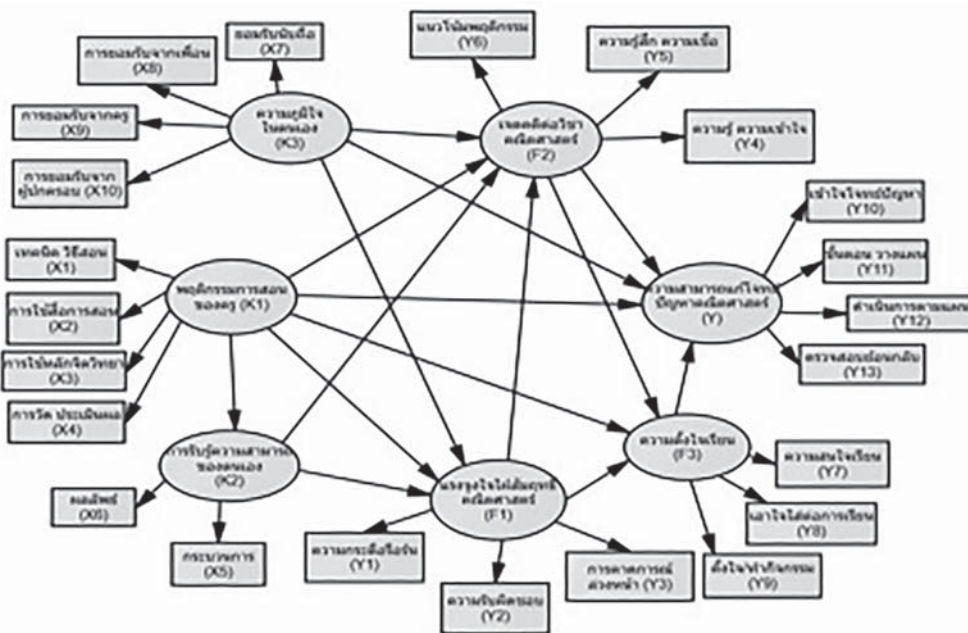 แนวโน้มพฤติกรรม
(Y6)
ความรู้สึก ความเชื่อ
(Y5)
ยอมรับนับถือ
(X7)
การยอมรับจากเพื่อน
(X8)
การยอมรับจากครู
(X9)
ความภูมิใจ
ในตนเอง
(K3)
เจตคติต่อวิชา
คณิตศาสตร์
(F2)
ความรู้ ความเข้าใจ
(Y4)
การยอมรับจาก
ผู้ปกครอบ (X10)
เข้าใจโจทย์ปัญหา
(Y10)
เทคนิค วิธีสอน
(X1)
พฤติกรรมการสอน
ของครู (K1)
ความสามารถแก้โจทย์
ปัญหาคณิตศาสตร์
(Y)
ขั้นตอน วางแผน
(Y11)
การใช้สื่อการสอน
(X2)
ดำเนินการตามแผน
(Y12)
การใช้หลักจิตวิทยา
(X3)
ตรวจสอบย้อนกลับ
(Y13)
การวัด ประเมินผล
(X4)
การรับรู้ความสามารถ
ของตนเอง
(K2)
ความตั้งใจเรียน
(F3)
ความสนใจเรียน
(Y7)
แรงจูงใจใฝ่สัมฤทธิ์
คณิตศาสตร์
(F1)
ผลลัพธ์
(X6)
เอาใจใส่ต่อการเรียน
(Y8)
กระบวนการ
(X5)
ความกระตือรือร้น
(Y1)
การคาดการณ์
ล่วงหน้า (Y3)
ตั้งใจทำกิจกรรม
(Y9)
ความรับผิดชอบ
(Y2)